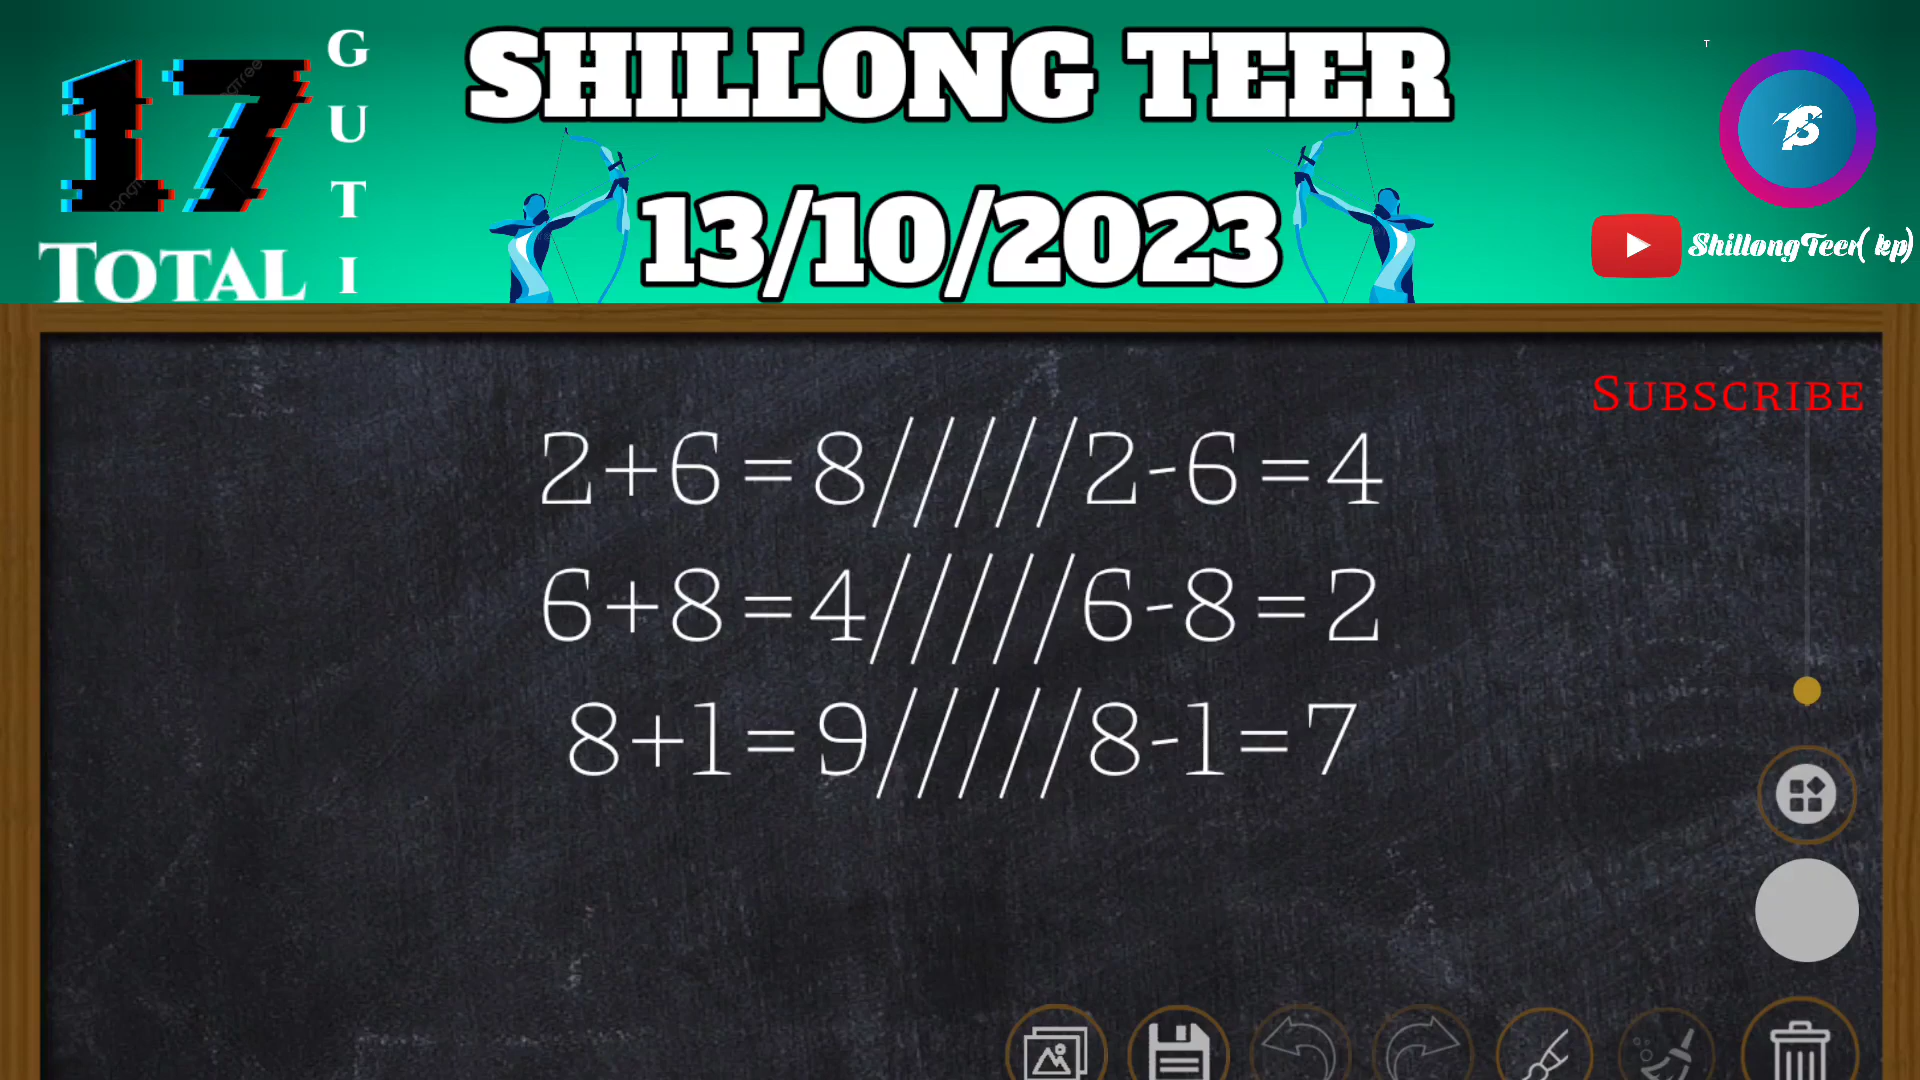 17
GUTI
TOTAL
SHILLONG TEER
13/10/2023
T
ShillongTeer( kp)
SUBSCRIBE
2+6=8/////2-6=4
6+8=4/////6-8=2
8+1=9/////8-1=7